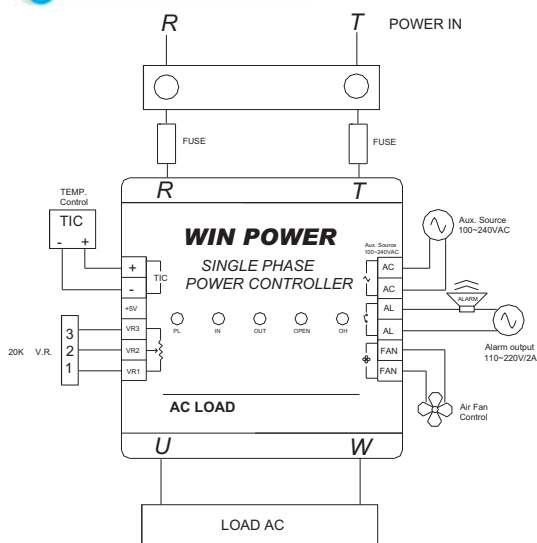 R T POWER IN
FUSE FUSE
R T
TEMP.
Control
TIC
- +
WIN POWER
SINGLE PHASE
POWER CONTROLLER
+
-
TIC
+5V
VR3
VR2
VR1
3
2
1
20K V.R.
PL IN OUT OPEN OH
Aux. Source
100~240VAC
AC
AC
AL
AL
FAN
FAN
Aux. Source
100~240VAC
ALARM
Alarm output
110~220V/2A
Air Fan
Control
AC LOAD
U W
LOAD AC